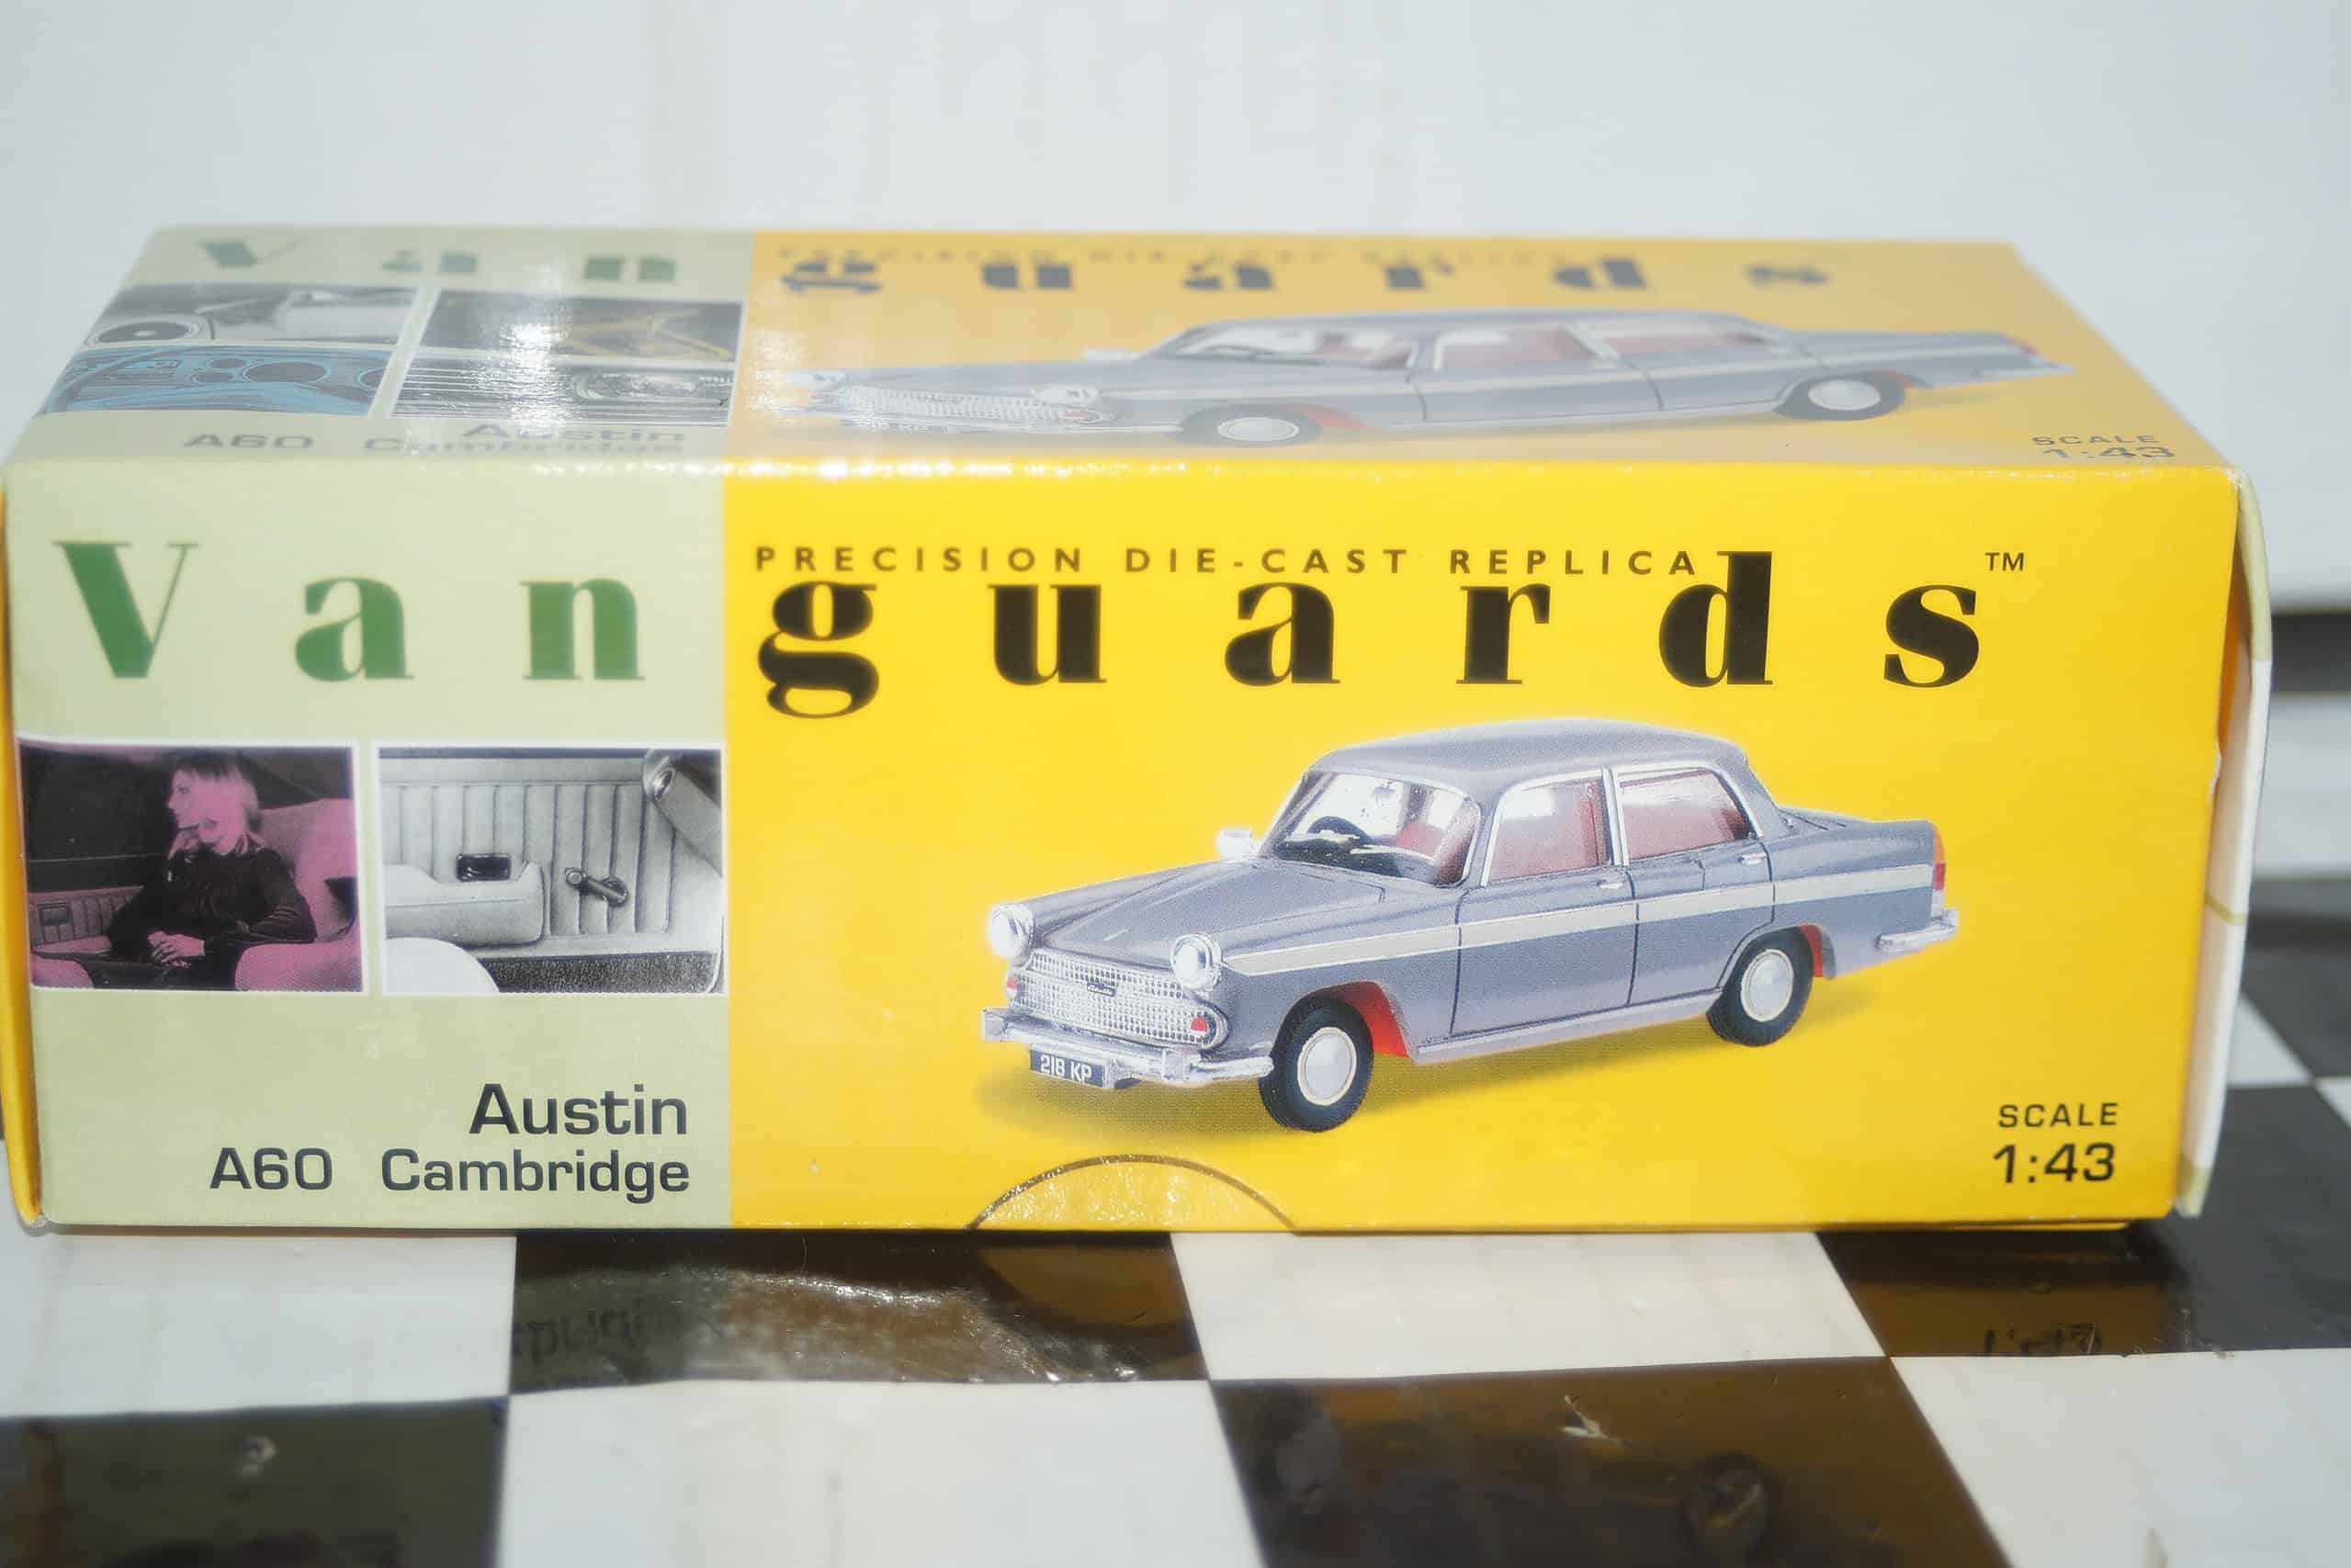 Van guards
A60 Austin
Cambridge
SCALE
1:43
PRECISION DIE-CAST REPLICA
Van guards™
218 KP
Austin
A60 Cambridge
SCALE
1:43